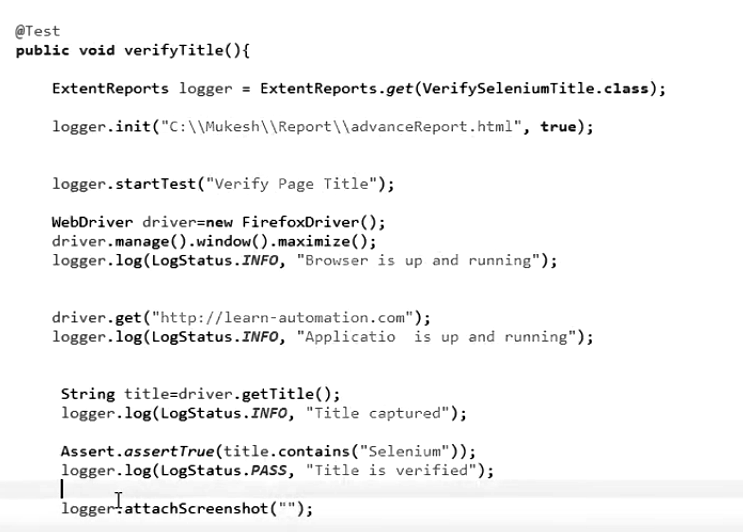 @Test
public void verifyTitle(){
ExtentReports logger = ExtentReports.get(VerifySeleniumTitle.class);
logger.init("C:\\Mukesh\\Report\\advanceReport.html", true);
logger.startTest("Verify Page Title");
WebDriver driver=new FirefoxDriver();
driver.manage().window().maximize();
logger.log(LogStatus.INFO, "Browser is up and running");
driver.get("http://learn-automation.com");
logger.log(LogStatus.INFO, "Applicatio  is up and running");
String title=driver.getTitle();
logger.log(LogStatus.INFO, "Title captured");
Assert.assertTrue(title.contains("Selenium"));
logger.log(LogStatus.PASS, "Title is verified");
logger.attachScreenshot("");